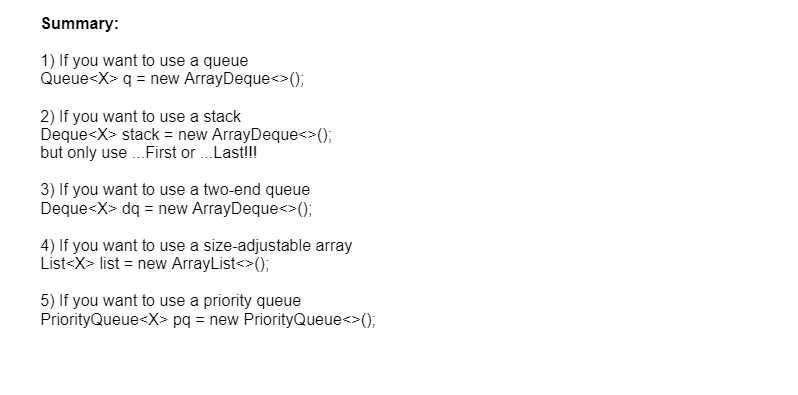 Summary:
1) If you want to use a queue
Queue<X> q = new ArrayDeque<>();
2) If you want to use a stack
Deque<X> stack = new ArrayDeque<>();
but only use ...First or ...Last!!!
3) If you want to use a two-end queue
Deque<X> dq = new ArrayDeque<>();
4) If you want to use a size-adjustable array
List<X> list = new ArrayList<>();
5) If you want to use a priority queue
PriorityQueue<X> pq = new PriorityQueue<>();